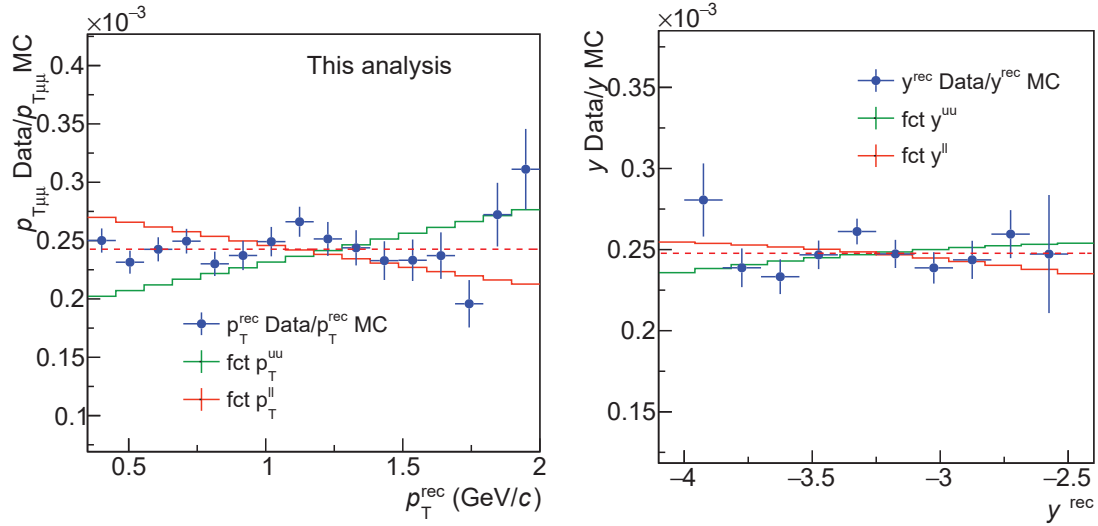 ×10⁻³
p_Tμμ Data/p_Tμμ MC
0.4
0.35
0.3
0.25
0.2
0.15
0.1
This analysis
p_T^rec Data/p_T^rec MC
fct p_T^uu
fct p_T^ll
0.5
1
1.5
2
p_T^rec (GeV/c)
×10⁻³
y Data/y MC
0.35
0.3
0.25
0.2
0.15
y^rec Data/y^rec MC
fct y^uu
fct y^ll
−4
−3.5
−3
−2.5
y^rec